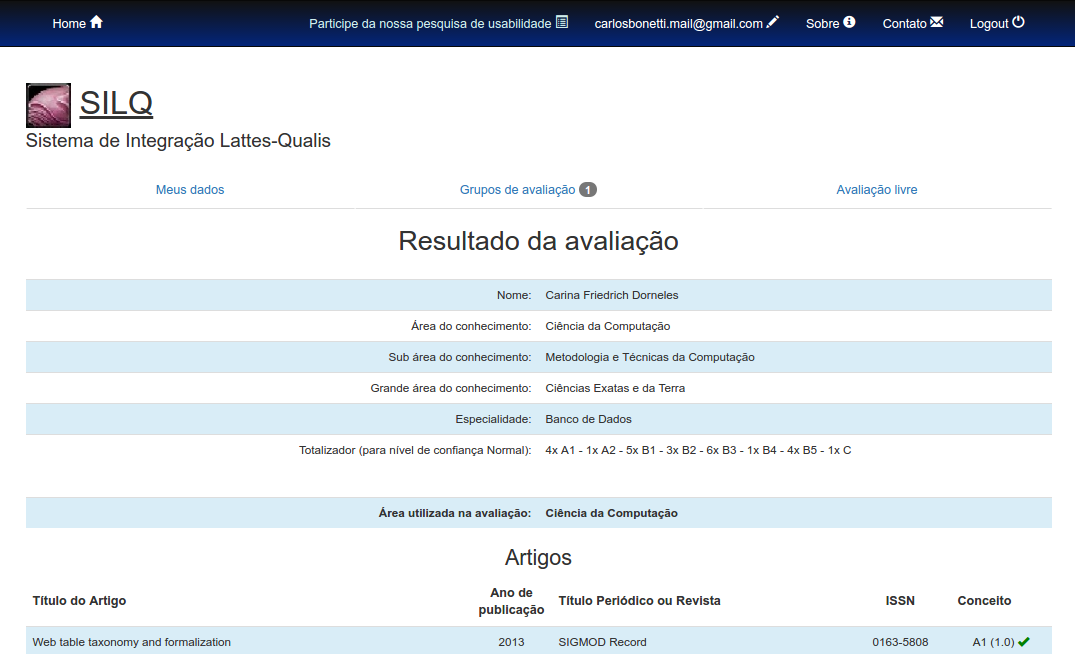 Home Participe da nossa pesquisa de usabilidade carlosbonetti.mail@gmail.com Sobre Contato Logout
SILQ
Sistema de Integração Lattes-Qualis
Meus dados Grupos de avaliação 1 Avaliação livre
Resultado da avaliação
Nome: Carina Friedrich Dorneles
Área do conhecimento: Ciência da Computação
Sub área do conhecimento: Metodologia e Técnicas da Computação
Grande área do conhecimento: Ciências Exatas e da Terra
Especialidade: Banco de Dados
Totalizador (para nível de confiança Normal): 4x A1 - 1x A2 - 5x B1 - 3x B2 - 6x B3 - 1x B4 - 4x B5 - 1x C
Área utilizada na avaliação: Ciência da Computação
Artigos
Título do Artigo Ano de publicação Título Periódico ou Revista ISSN Conceito
Web table taxonomy and formalization 2013 SIGMOD Record 0163-5808 A1 (1.0)